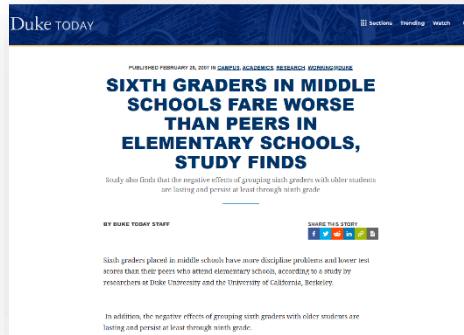 Duke TODAY
Sections Trending Watch
PUBLISHED FEBRUARY 26, 2007 IN CAMPUS, ACADEMICS, RESEARCH, WORKING@DUKE
SIXTH GRADERS IN MIDDLE
SCHOOLS FARE WORSE
THAN PEERS IN
ELEMENTARY SCHOOLS,
STUDY FINDS
Study also finds that the negative effects of grouping sixth graders with older students
are lasting and persist at least through ninth grade
BY DUKE TODAY STAFF
SHARE THIS STORY
Sixth graders placed in middle schools have more discipline problems and lower test
scores than their peers who attend elementary schools, according to a study by
researchers at Duke University and the University of California, Berkeley.
In addition, the negative effects of grouping sixth graders with older students are
lasting and persist at least through ninth grade.